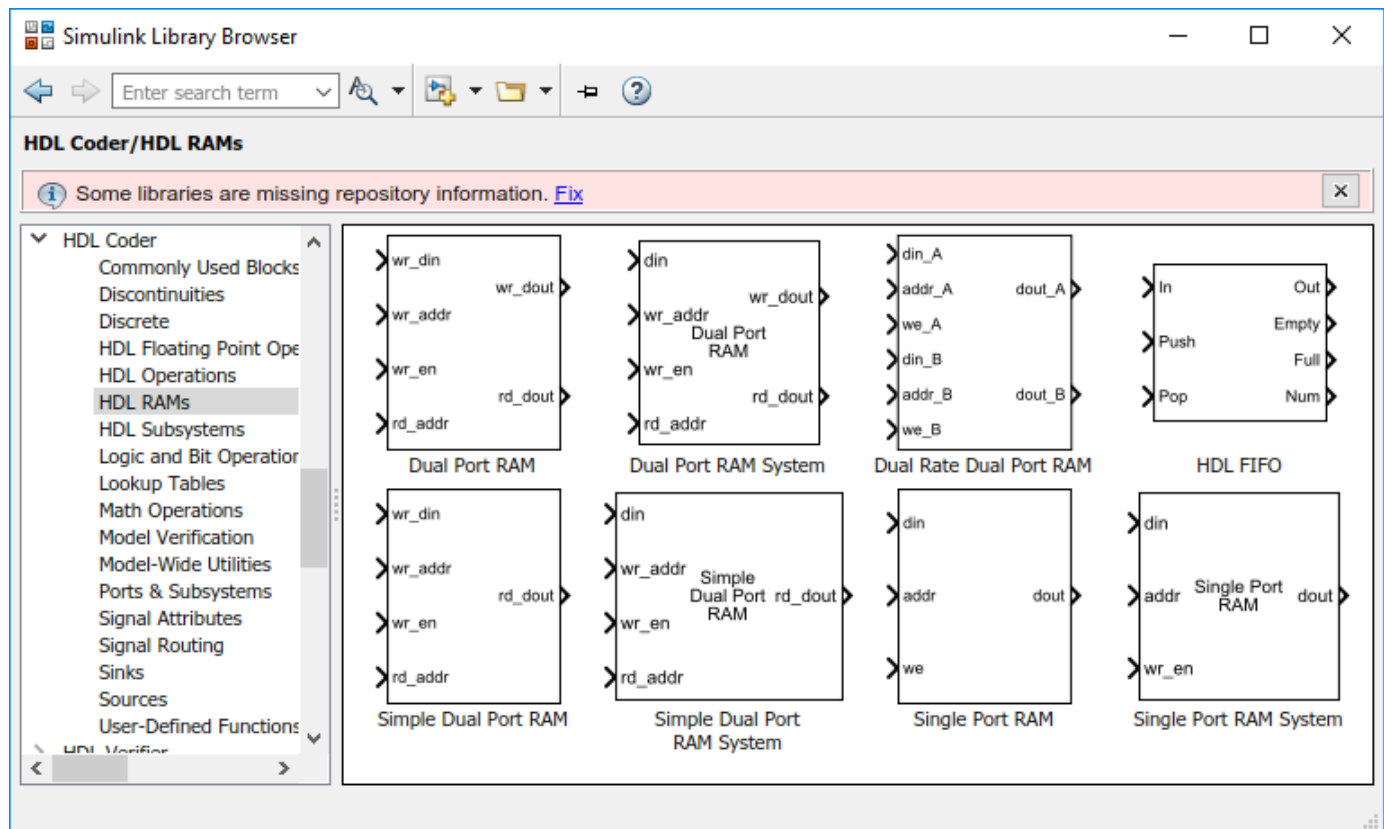 Simulink Library Browser
Enter search term
HDL Coder/HDL RAMs
Some libraries are missing repository information. Fix
HDL Coder
Commonly Used Blocks
Discontinuities
Discrete
HDL Floating Point Ope
HDL Operations
HDL RAMs
HDL Subsystems
Logic and Bit Operation
Lookup Tables
Math Operations
Model Verification
Model-Wide Utilities
Ports & Subsystems
Signal Attributes
Signal Routing
Sinks
Sources
User-Defined Functions
HDL Verifier
wr_din
wr_dout
wr_addr
wr_en
rd_dout
rd_addr
Dual Port RAM
din
wr_dout
wr_addr
Dual Port
RAM
wr_en
rd_dout
rd_addr
Dual Port RAM System
din_A
addr_A dout_A
we_A
din_B
addr_B dout_B
we_B
Dual Rate Dual Port RAM
In Out
Empty
Push
Full
Pop Num
HDL FIFO
wr_din
wr_addr
rd_dout
wr_en
rd_addr
Simple Dual Port RAM
din
wr_addr
Simple
Dual Port rd_dout
RAM
wr_en
rd_addr
Simple Dual Port
RAM System
din
addr dout
we
Single Port RAM
din
addr Single Port dout
RAM
wr_en
Single Port RAM System